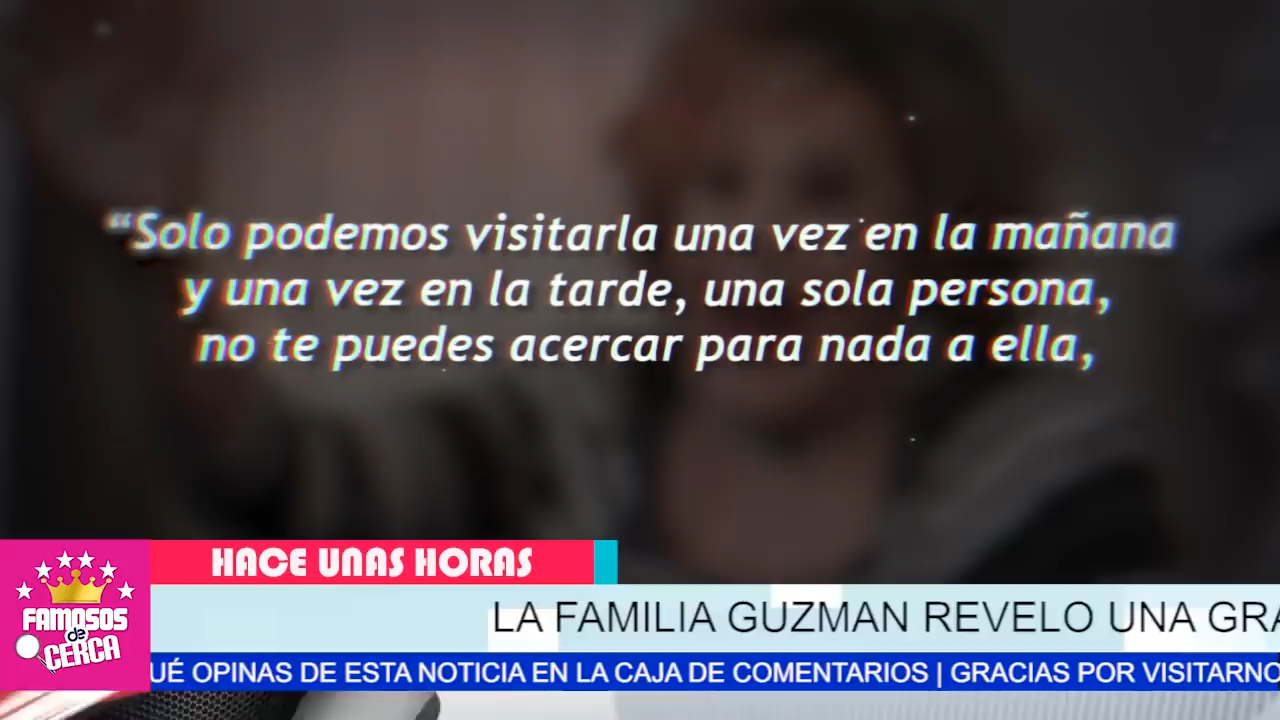 “Solo podemos visitarla una vez en la mañana
y una vez en la tarde, una sola persona,
no te puedes acercar para nada a ella,
HACE UNAS HORAS
FAMOSOS
de
CERCA
LA FAMILIA GUZMAN REVELO UNA GRA
UÉ OPINAS DE ESTA NOTICIA EN LA CAJA DE COMENTARIOS | GRACIAS POR VISITARNO